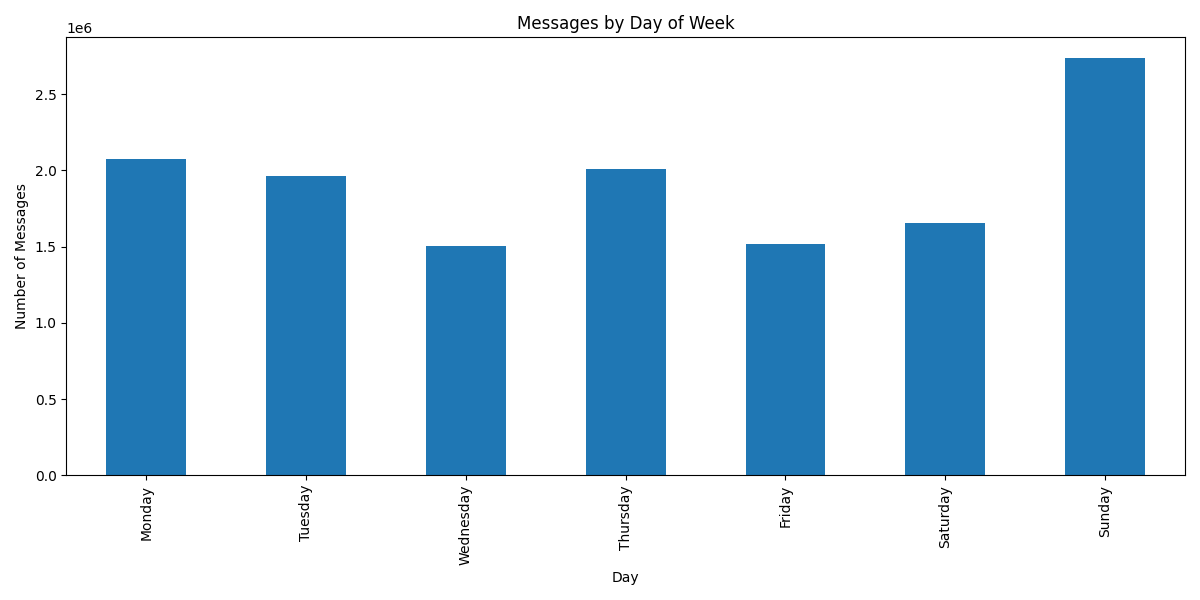 Messages by Day of Week
1e6
2.5
2.0
1.5
1.0
0.5
0.0
Number of Messages
Monday
Tuesday
Wednesday
Thursday
Friday
Saturday
Sunday
Day